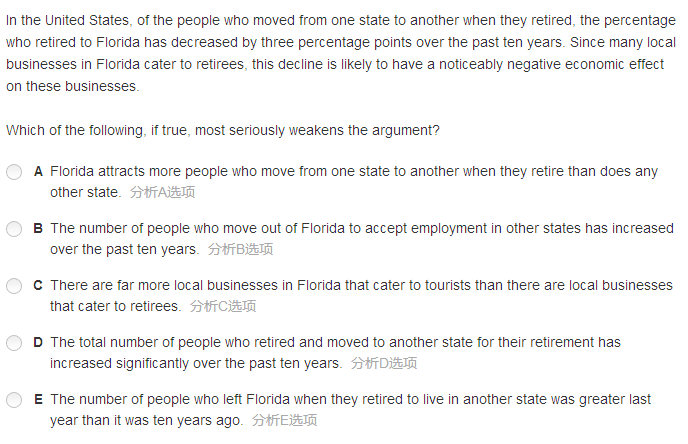 In the United States, of the people who moved from one state to another when they retired, the percentage
who retired to Florida has decreased by three percentage points over the past ten years. Since many local
businesses in Florida cater to retirees, this decline is likely to have a noticeably negative economic effect
on these businesses.
Which of the following, if true, most seriously weakens the argument?
A Florida attracts more people who move from one state to another when they retire than does any
other state. 分析A选项
B The number of people who move out of Florida to accept employment in other states has increased
over the past ten years. 分析B选项
C There are far more local businesses in Florida that cater to tourists than there are local businesses
that cater to retirees. 分析C选项
D The total number of people who retired and moved to another state for their retirement has
increased significantly over the past ten years. 分析D选项
E The number of people who left Florida when they retired to live in another state was greater last
year than it was ten years ago. 分析E选项